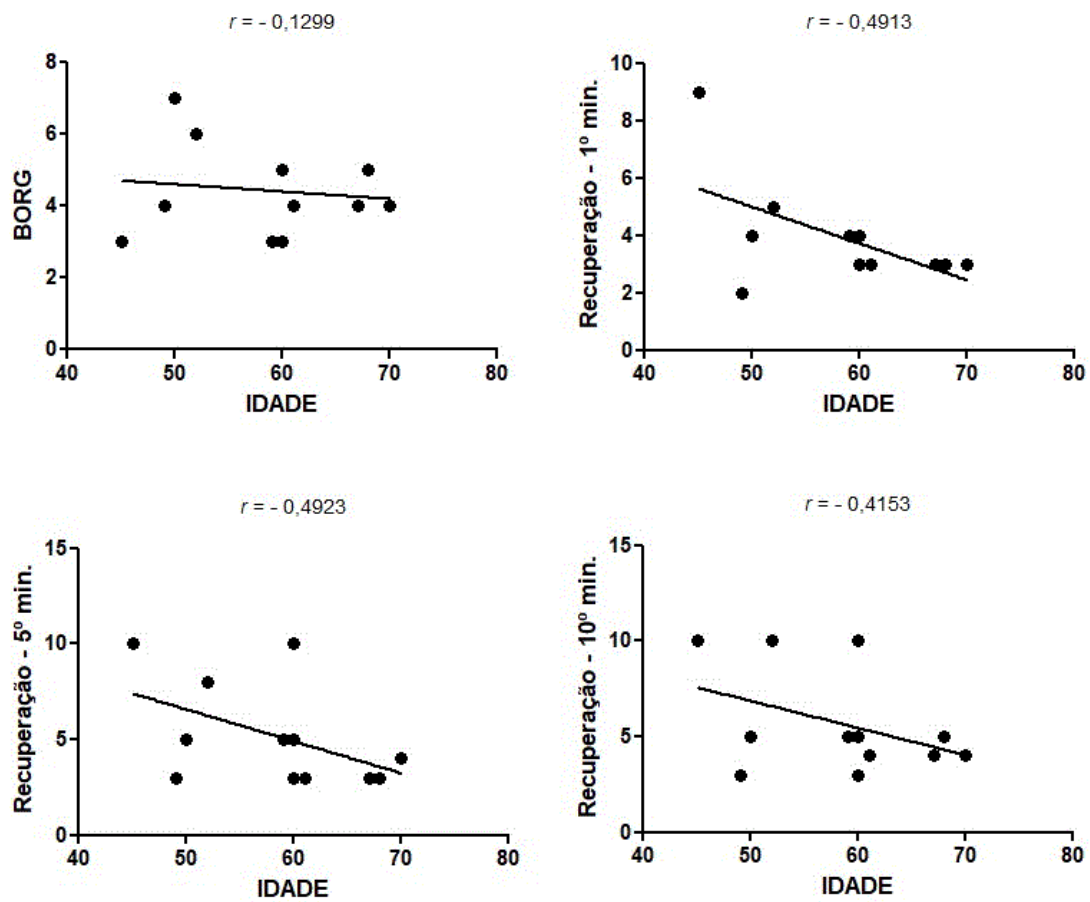 r = - 0,1299
8
6
4
2
0
BORG
40 50 60 70 80
IDADE
r = - 0,4913
10
8
6
4
2
0
Recuperação - 1º min.
40 50 60 70 80
IDADE
r = - 0,4923
15
10
5
0
Recuperação - 5º min.
40 50 60 70 80
IDADE
r = - 0,4153
15
10
5
0
Recuperação - 10º min.
40 50 60 70 80
IDADE